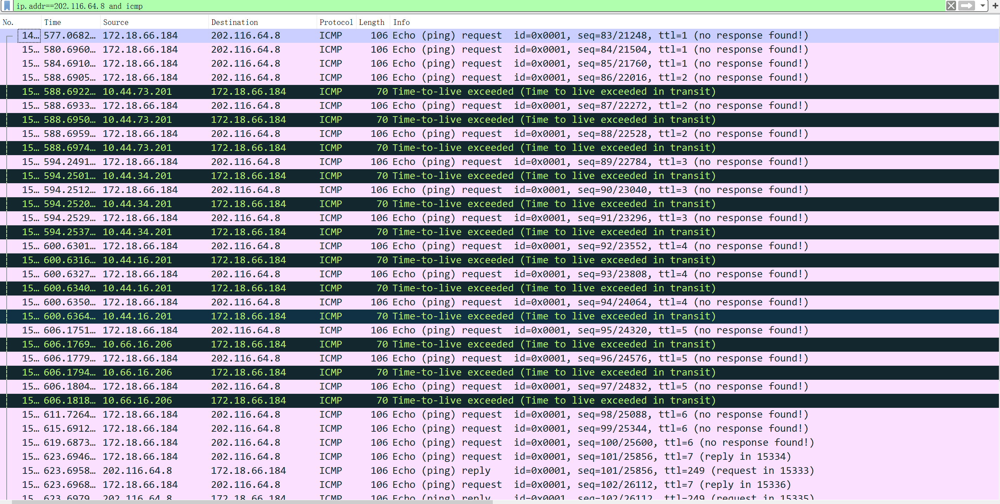 ip.addr==202.116.64.8 and icmp
No. Time Source Destination Protocol Length Info
14… 577.0682… 172.18.66.184 202.116.64.8 ICMP 106 Echo (ping) request id=0x0001, seq=83/21248, ttl=1 (no response found!)
15… 580.6960… 172.18.66.184 202.116.64.8 ICMP 106 Echo (ping) request id=0x0001, seq=84/21504, ttl=1 (no response found!)
15… 584.6910… 172.18.66.184 202.116.64.8 ICMP 106 Echo (ping) request id=0x0001, seq=85/21760, ttl=1 (no response found!)
15… 588.6905… 172.18.66.184 202.116.64.8 ICMP 106 Echo (ping) request id=0x0001, seq=86/22016, ttl=2 (no response found!)
15… 588.6922… 10.44.73.201 172.18.66.184 ICMP 70 Time-to-live exceeded (Time to live exceeded in transit)
15… 588.6933… 172.18.66.184 202.116.64.8 ICMP 106 Echo (ping) request id=0x0001, seq=87/22272, ttl=2 (no response found!)
15… 588.6950… 10.44.73.201 172.18.66.184 ICMP 70 Time-to-live exceeded (Time to live exceeded in transit)
15… 588.6959… 172.18.66.184 202.116.64.8 ICMP 106 Echo (ping) request id=0x0001, seq=88/22528, ttl=2 (no response found!)
15… 588.6974… 10.44.73.201 172.18.66.184 ICMP 70 Time-to-live exceeded (Time to live exceeded in transit)
15… 594.2491… 172.18.66.184 202.116.64.8 ICMP 106 Echo (ping) request id=0x0001, seq=89/22784, ttl=3 (no response found!)
15… 594.2501… 10.44.34.201 172.18.66.184 ICMP 70 Time-to-live exceeded (Time to live exceeded in transit)
15… 594.2512… 172.18.66.184 202.116.64.8 ICMP 106 Echo (ping) request id=0x0001, seq=90/23040, ttl=3 (no response found!)
15… 594.2520… 10.44.34.201 172.18.66.184 ICMP 70 Time-to-live exceeded (Time to live exceeded in transit)
15… 594.2529… 172.18.66.184 202.116.64.8 ICMP 106 Echo (ping) request id=0x0001, seq=91/23296, ttl=3 (no response found!)
15… 594.2537… 10.44.34.201 172.18.66.184 ICMP 70 Time-to-live exceeded (Time to live exceeded in transit)
15… 600.6301… 172.18.66.184 202.116.64.8 ICMP 106 Echo (ping) request id=0x0001, seq=92/23552, ttl=4 (no response found!)
15… 600.6316… 10.44.16.201 172.18.66.184 ICMP 70 Time-to-live exceeded (Time to live exceeded in transit)
15… 600.6327… 172.18.66.184 202.116.64.8 ICMP 106 Echo (ping) request id=0x0001, seq=93/23808, ttl=4 (no response found!)
15… 600.6340… 10.44.16.201 172.18.66.184 ICMP 70 Time-to-live exceeded (Time to live exceeded in transit)
15… 600.6350… 172.18.66.184 202.116.64.8 ICMP 106 Echo (ping) request id=0x0001, seq=94/24064, ttl=4 (no response found!)
15… 600.6364… 10.44.16.201 172.18.66.184 ICMP 70 Time-to-live exceeded (Time to live exceeded in transit)
15… 606.1751… 172.18.66.184 202.116.64.8 ICMP 106 Echo (ping) request id=0x0001, seq=95/24320, ttl=5 (no response found!)
15… 606.1769… 10.66.16.206 172.18.66.184 ICMP 70 Time-to-live exceeded (Time to live exceeded in transit)
15… 606.1779… 172.18.66.184 202.116.64.8 ICMP 106 Echo (ping) request id=0x0001, seq=96/24576, ttl=5 (no response found!)
15… 606.1794… 10.66.16.206 172.18.66.184 ICMP 70 Time-to-live exceeded (Time to live exceeded in transit)
15… 606.1804… 172.18.66.184 202.116.64.8 ICMP 106 Echo (ping) request id=0x0001, seq=97/24832, ttl=5 (no response found!)
15… 606.1818… 10.66.16.206 172.18.66.184 ICMP 70 Time-to-live exceeded (Time to live exceeded in transit)
15… 611.7264… 172.18.66.184 202.116.64.8 ICMP 106 Echo (ping) request id=0x0001, seq=98/25088, ttl=6 (no response found!)
15… 615.6912… 172.18.66.184 202.116.64.8 ICMP 106 Echo (ping) request id=0x0001, seq=99/25344, ttl=6 (no response found!)
15… 619.6873… 172.18.66.184 202.116.64.8 ICMP 106 Echo (ping) request id=0x0001, seq=100/25600, ttl=6 (no response found!)
15… 623.6946… 172.18.66.184 202.116.64.8 ICMP 106 Echo (ping) request id=0x0001, seq=101/25856, ttl=7 (reply in 15334)
15… 623.6958… 202.116.64.8 172.18.66.184 ICMP 106 Echo (ping) reply id=0x0001, seq=101/25856, ttl=249 (request in 15333)
15… 623.6968… 172.18.66.184 202.116.64.8 ICMP 106 Echo (ping) request id=0x0001, seq=102/26112, ttl=7 (reply in 15336)
15 623.6979 202.116.64.8 172.18.66.184 ICMP 106 Echo (ping) reply id=0x0001, seq=102/26112, ttl=249 (request in 15335)